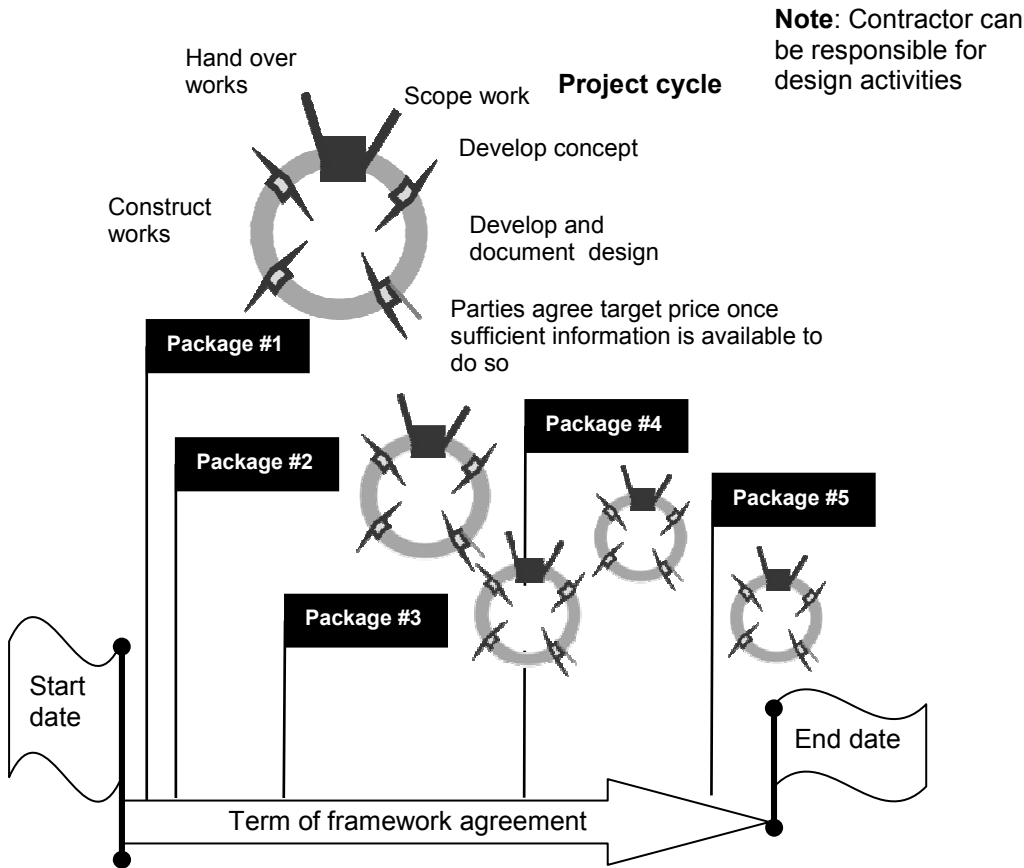 Note: Contractor can
be responsible for
design activities
Hand over
works
Scope work
Project cycle
Develop concept
Construct
works
Develop and
document design
Parties agree target price once
sufficient information is available to
do so
Package #1
Package #2
Package #4
Package #5
Package #3
Start
date
End date
Term of framework agreement